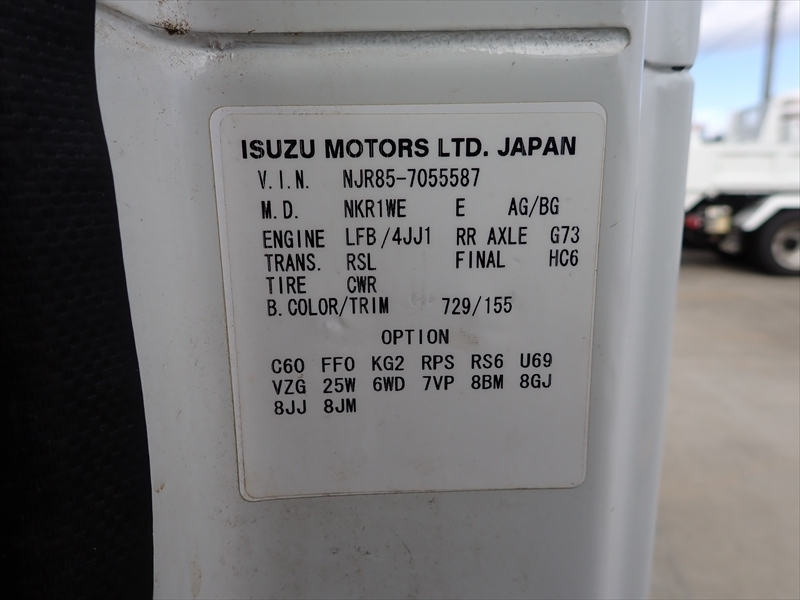 ISUZU MOTORS LTD. JAPAN
V.I.N. NJR85-7055587
M.D. NKR1WE E AG/BG
ENGINE LFB/4JJ1 RR AXLE G73
TRANS. RSL FINAL HC6
TIRE CWR
B.COLOR/TRIM 729/155
OPTION
C60 FF0 KG2 RPS RS6 U69
VZG 25W 6WD 7VP 8BM 8GJ
8JJ 8JM